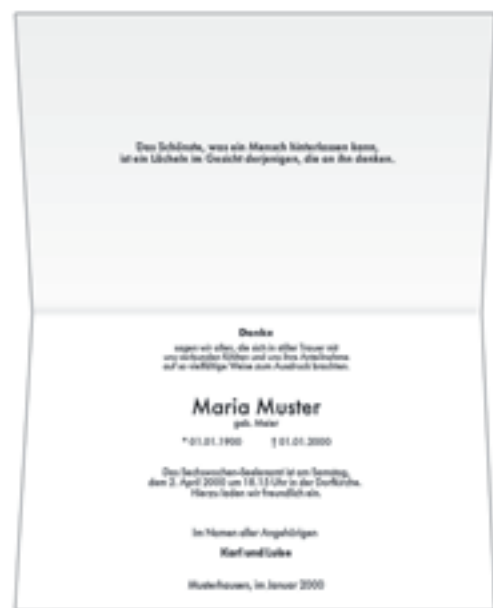 Das Schönste, was ein Mensch hinterlassen kann,
ist ein Lächeln im Gesicht derjenigen, die an ihn denken.
Danke
sagen wir allen, die sich in stiller Trauer mit
uns verbunden fühlten und uns ihre Anteilnahme
auf so vielfältige Weise zum Ausdruck brachten.
Maria Muster
geb. Maier
* 01.01.1900 † 01.01.2000
Das Sechswochen-Seelenamt ist am Samstag,
dem 2. April 2000 um 18.15 Uhr in der Dorfkirche.
Hierzu laden wir freundlich ein.
Im Namen aller Angehörigen
Karl und Luise
Musterhausen, im Januar 2000